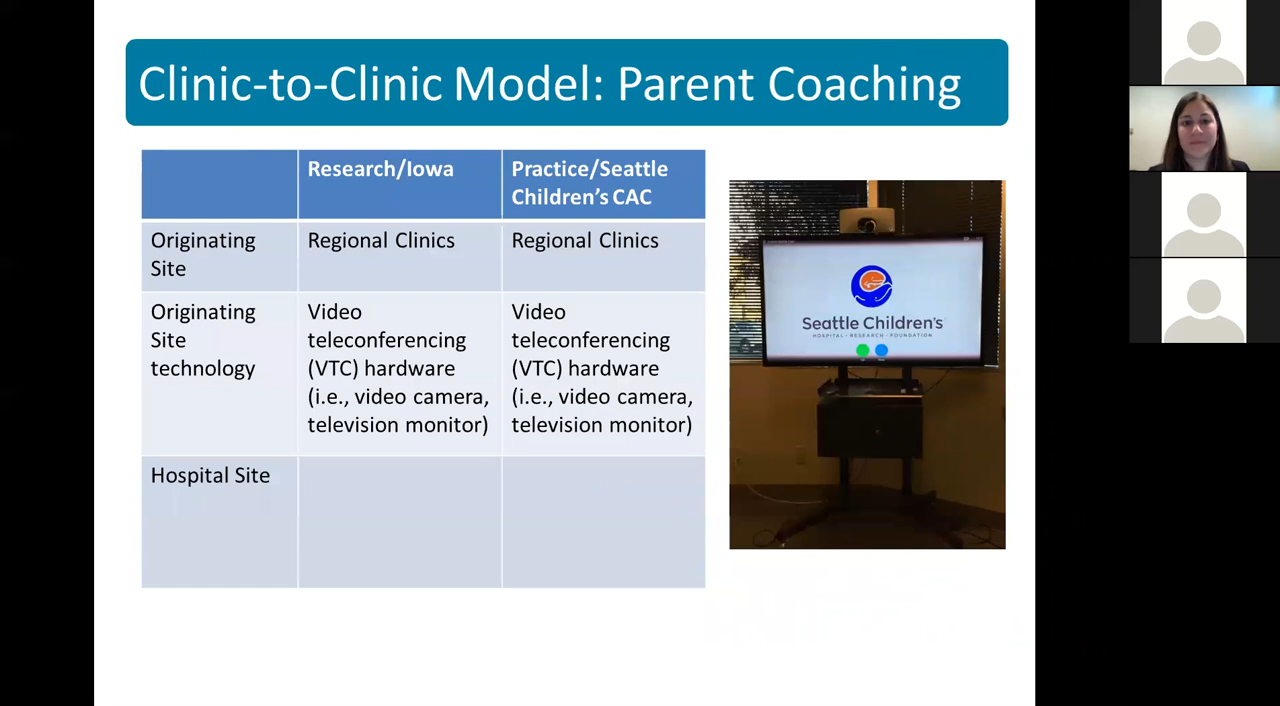 Clinic-to-Clinic Model: Parent Coaching
Research/Iowa
Practice/Seattle
Children's CAC
Originating
Site
Regional Clinics
Regional Clinics
Originating
Site
technology
Video
teleconferencing
(VTC) hardware
(i.e., video camera,
television monitor)
Video
teleconferencing
(VTC) hardware
(i.e., video camera,
television monitor)
Hospital Site
Seattle Children's
HOSPITAL • RESEARCH • FOUNDATION